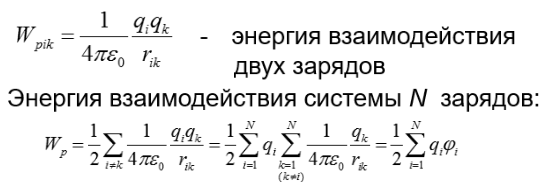 W_{pik} = \frac{1}{4\pi\varepsilon_0} \frac{q_i q_k}{r_{ik}} - энергия взаимодействия
двух зарядов
Энергия взаимодействия системы N зарядов:
W_p = \frac{1}{2} \sum_{i \neq k} \frac{1}{4\pi\varepsilon_0} \frac{q_i q_k}{r_{ik}} = \frac{1}{2} \sum_{i=1}^{N} q_i \sum_{\substack{k=1 \\ (k \neq i)}}^{N} \frac{1}{4\pi\varepsilon_0} \frac{q_k}{r_{ik}} = \frac{1}{2} \sum_{i=1}^{N} q_i \varphi_i